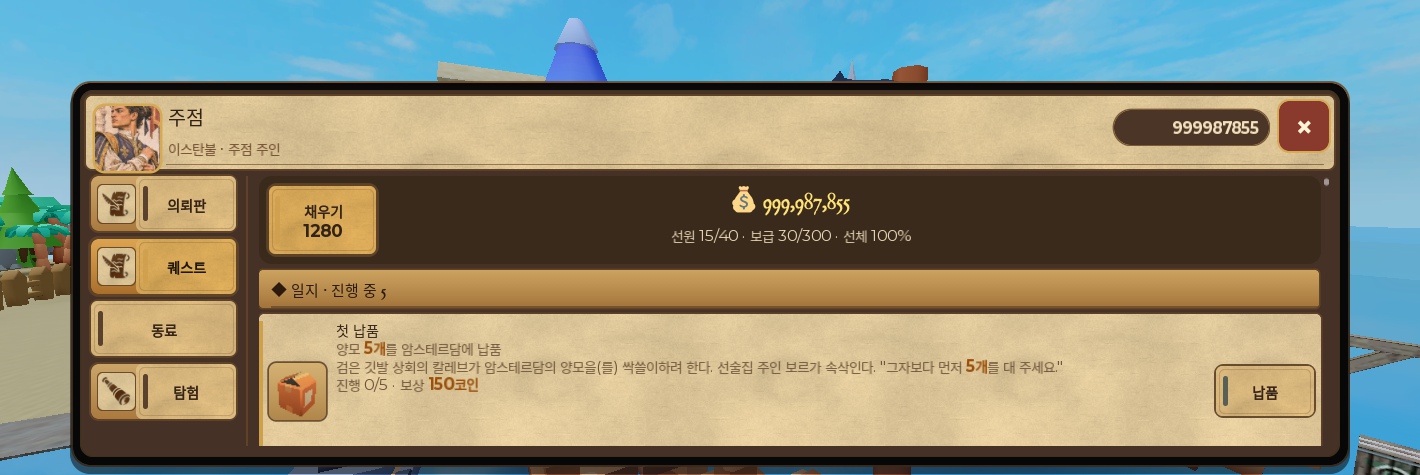 주점
이스탄불 · 주점 주인
999987855
×
의뢰판
퀘스트
동료
탐험
채우기
1280
999,987,855
선원 15/40 · 보급 30/300 · 선체 100%
◆ 일지 · 진행 중 5
첫 납품
양모 5개를 암스테르담에 납품
검은 깃발 상회의 칼레브가 암스테르담의 양모을(를) 싹쓸이하려 한다. 선술집 주인 보르가 속삭인다. "그자보다 먼저 5개를 대 주세요."
진행 0/5 · 보상 150코인
납품